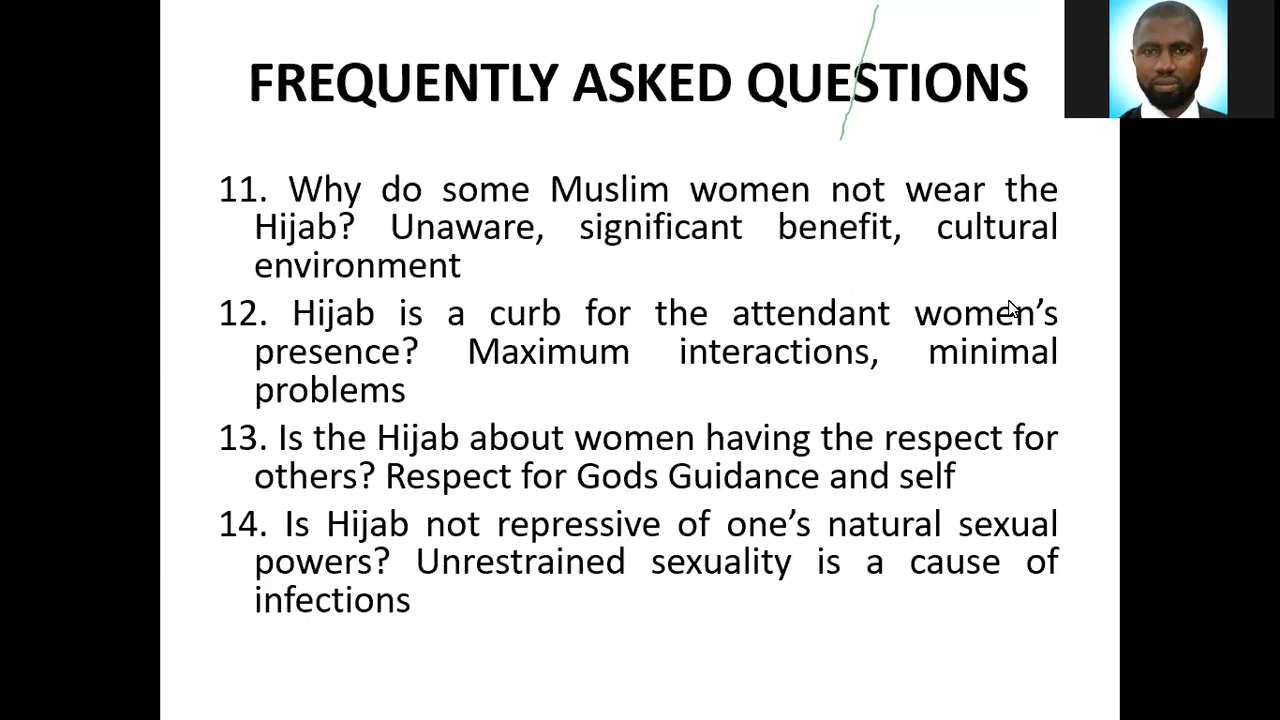 FREQUENTLY ASKED QUESTIONS
11. Why do some Muslim women not wear the
Hijab? Unaware, significant benefit, cultural
environment
12. Hijab is a curb for the attendant women’s
presence? Maximum interactions, minimal
problems
13. Is the Hijab about women having the respect for
others? Respect for Gods Guidance and self
14. Is Hijab not repressive of one’s natural sexual
powers? Unrestrained sexuality is a cause of
infections